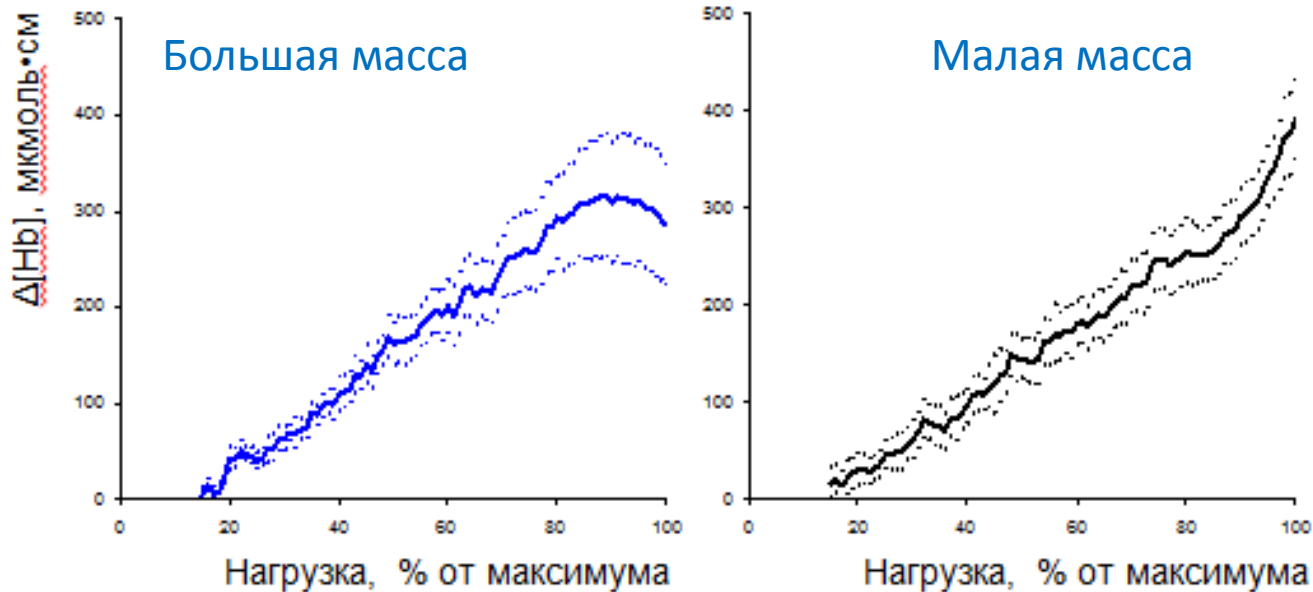 Δ[Hb], мкмоль•см
Большая масса
500
400
300
200
100
0
0 20 40 60 80 100
Нагрузка, % от максимума
Малая масса
500
400
300
200
100
0
0 20 40 60 80 100
Нагрузка, % от максимума